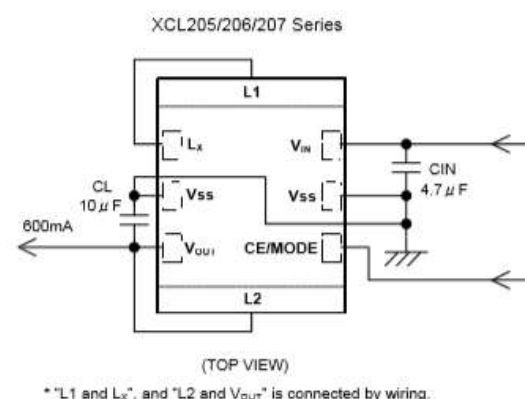 XCL205/206/207 Series
L1
Lx
VIN
CL
10μF
Vss
Vss
CIN
4.7μF
600mA
VOUT
CE/MODE
L2
(TOP VIEW)
* "L1 and Lx", and "L2 and VOUT" is connected by wiring.